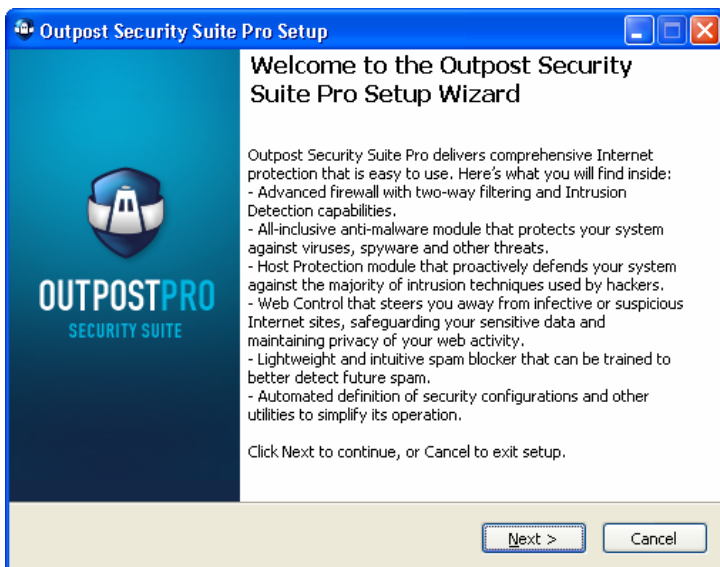 Outpost Security Suite Pro Setup
Welcome to the Outpost Security
Suite Pro Setup Wizard
Outpost Security Suite Pro delivers comprehensive Internet
protection that is easy to use. Here's what you will find inside:
- Advanced firewall with two-way filtering and Intrusion
Detection capabilities.
- All-inclusive anti-malware module that protects your system
against viruses, spyware and other threats.
- Host Protection module that proactively defends your system
against the majority of intrusion techniques used by hackers.
- Web Control that steers you away from infective or suspicious
Internet sites, safeguarding your sensitive data and
maintaining privacy of your web activity.
- Lightweight and intuitive spam blocker that can be trained to
better detect future spam.
- Automated definition of security configurations and other
utilities to simplify its operation.
Click Next to continue, or Cancel to exit setup.
OUTPOSTPRO
SECURITY SUITE
Next >
Cancel